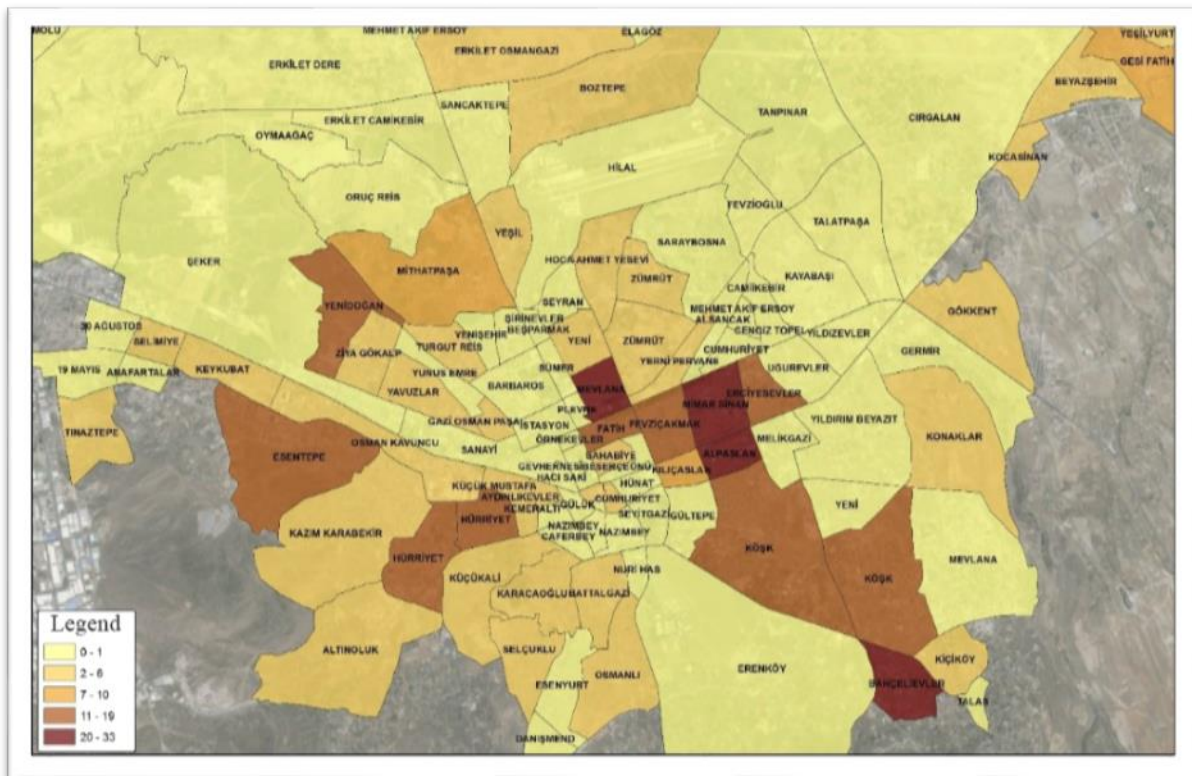 MOLU
MEHMET AKİF ERSOY
ELAGÖZ
YEŞİLYURT
ERKİLET OSMANGAZİ
GESİ FATİH
ERKİLET DERE
BEYAZŞEHİR
BOZTEPE
SANCAKTEPE
TANPINAR
CIRGALAN
ERKİLET CAMİKEBİR
OYMAAĞAÇ
KOCASİNAN
HİLAL
ORUÇ REİS
FEVZİOĞLU
TALATPAŞA
YEŞİL
SARAYBOSNA
ŞEKER
HOCA AHMET YESEVİ
MİTHATPAŞA
ZÜMRÜT
KAYABAŞI
CAMİKEBİR
YENİDOĞAN
SEYRAN
MEHMET AKİF ERSOY
GÖKKENT
ŞİRİNEVLER
ALSANCAK
30 AĞUSTOS
BEŞPARMAK
CENGİZ TOPEL
YILDIZEVLER
YENİŞEHİR
SELİMİYE
TURGUT REİS
YENİ
ZÜMRÜT
ZİYA GÖKALP
CUMHURİYET
GERMİR
YERNİ PERVANE
SÜMER
UĞUREVLER
19 MAYIS
ANAFARTALAR
KEYKUBAT
YUNUS EMRE
BARBAROS
MEVLANA
YAVUZLAR
ERCİYESEVLER
MİMAR SİNAN
PLEVNE
GAZİ OSMAN PAŞA
İSTASYON
FATİH
FEVZİÇAKMAK
YILDIRIM BEYAZIT
TINAZTEPE
ÖRNEKEVLER
MELİKGAZİ
KONAKLAR
OSMAN KAVUNCU
SANAYİ
ESENTEPE
SAHABİYE
ALPASLAN
GEVHERNESİBE
SERÇEÖNÜ
KILIÇASLAN
HACI SAKİ
HUNAT
KÜÇÜK MUSTAFA
AYDINLIKEVLER
CUMHURİYET
KEMERALTI
GÜLÜK
YENİ
SEYİTGAZİ
GÜLTEPE
HÜRRİYET
NAZIMBEY
CAFERBEY
NAZIMBEY
KAZIM KARABEKİR
KÖŞK
HÜRRİYET
MEVLANA
NURİ HAS
KÜÇÜKALİ
KÖŞK
KARACAOĞLU
BATTALGAZİ
ALTINOLUK
SELÇUKLU
KİÇİKÖY
ERENKÖY
OSMANLI
ESENYURT
BAHÇELİEVLER
TALAS
DANIŞMEND
Legend
0 - 1
2 - 6
7 - 10
11 - 19
20 - 33